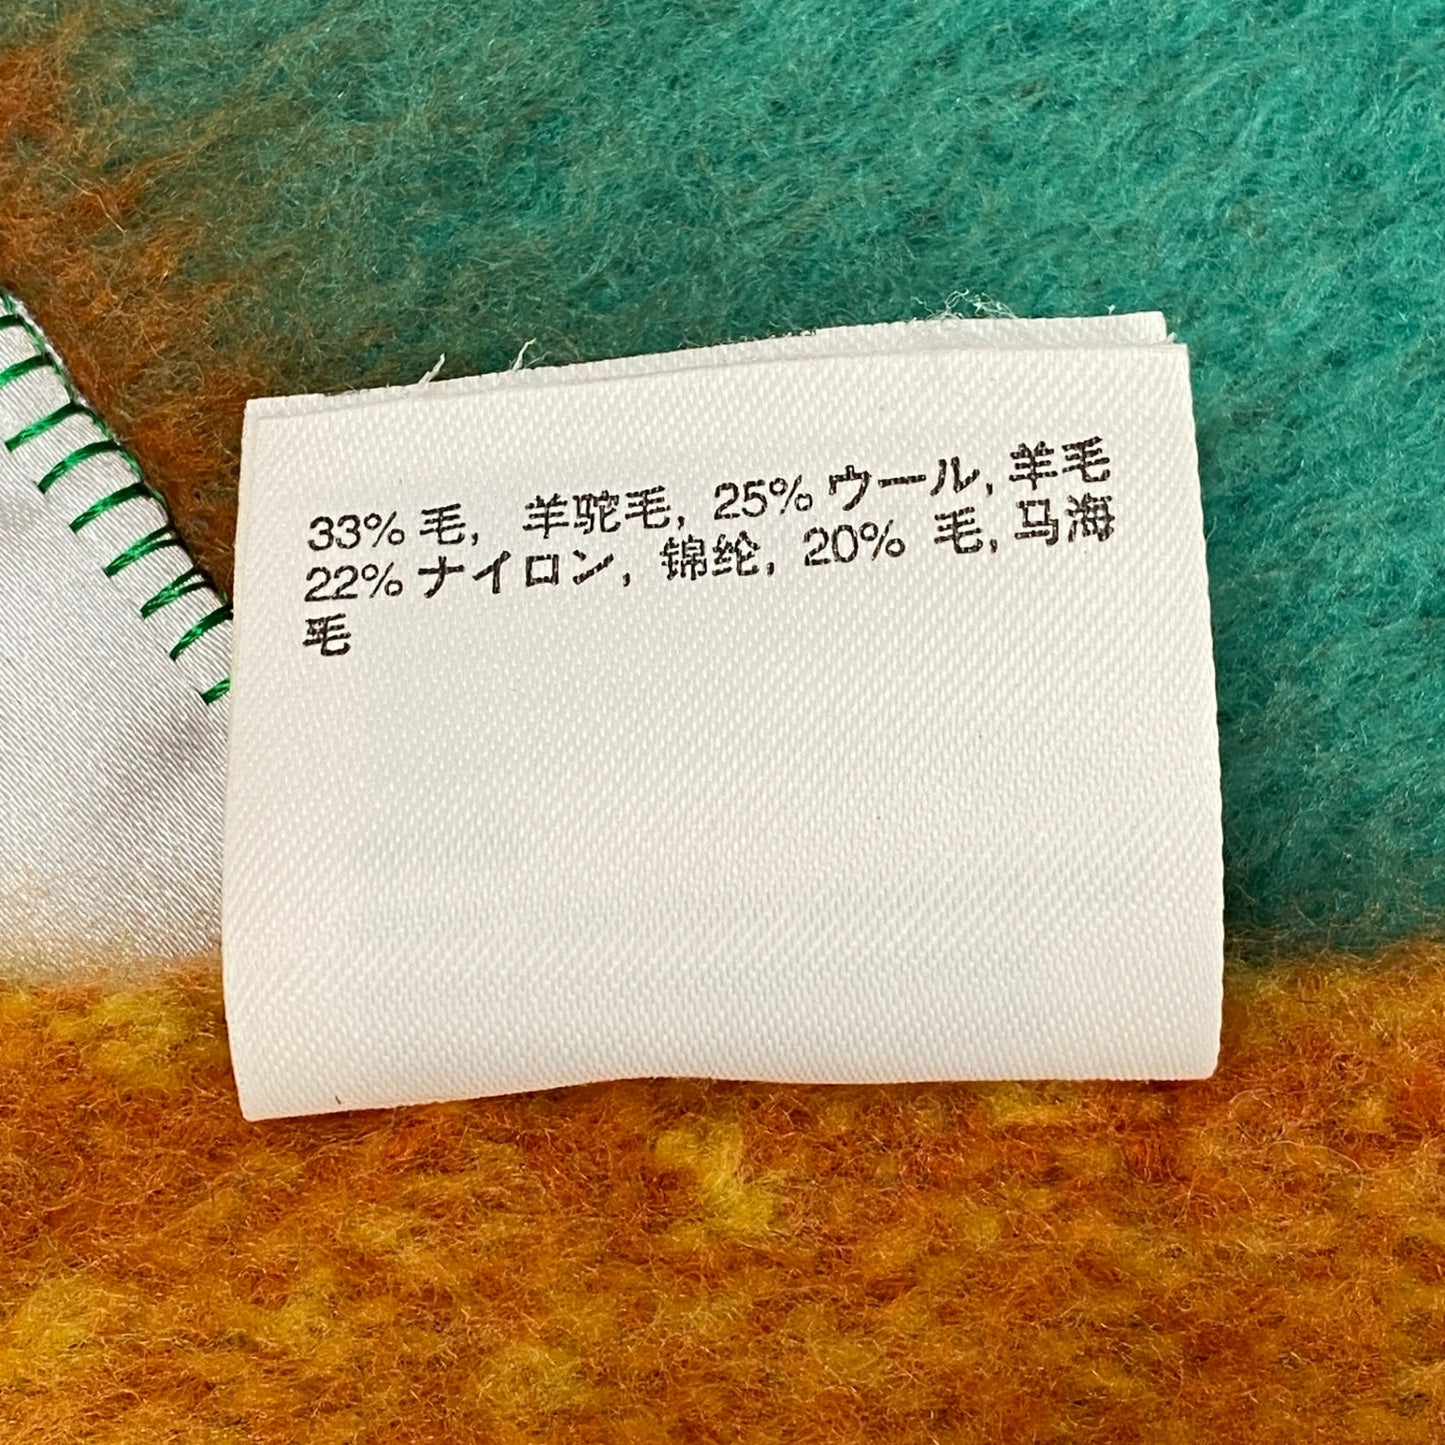 33% 毛, 羊驼毛, 25% ウール, 羊毛
22% ナイロン, 锦纶, 20% 毛, 马海
毛